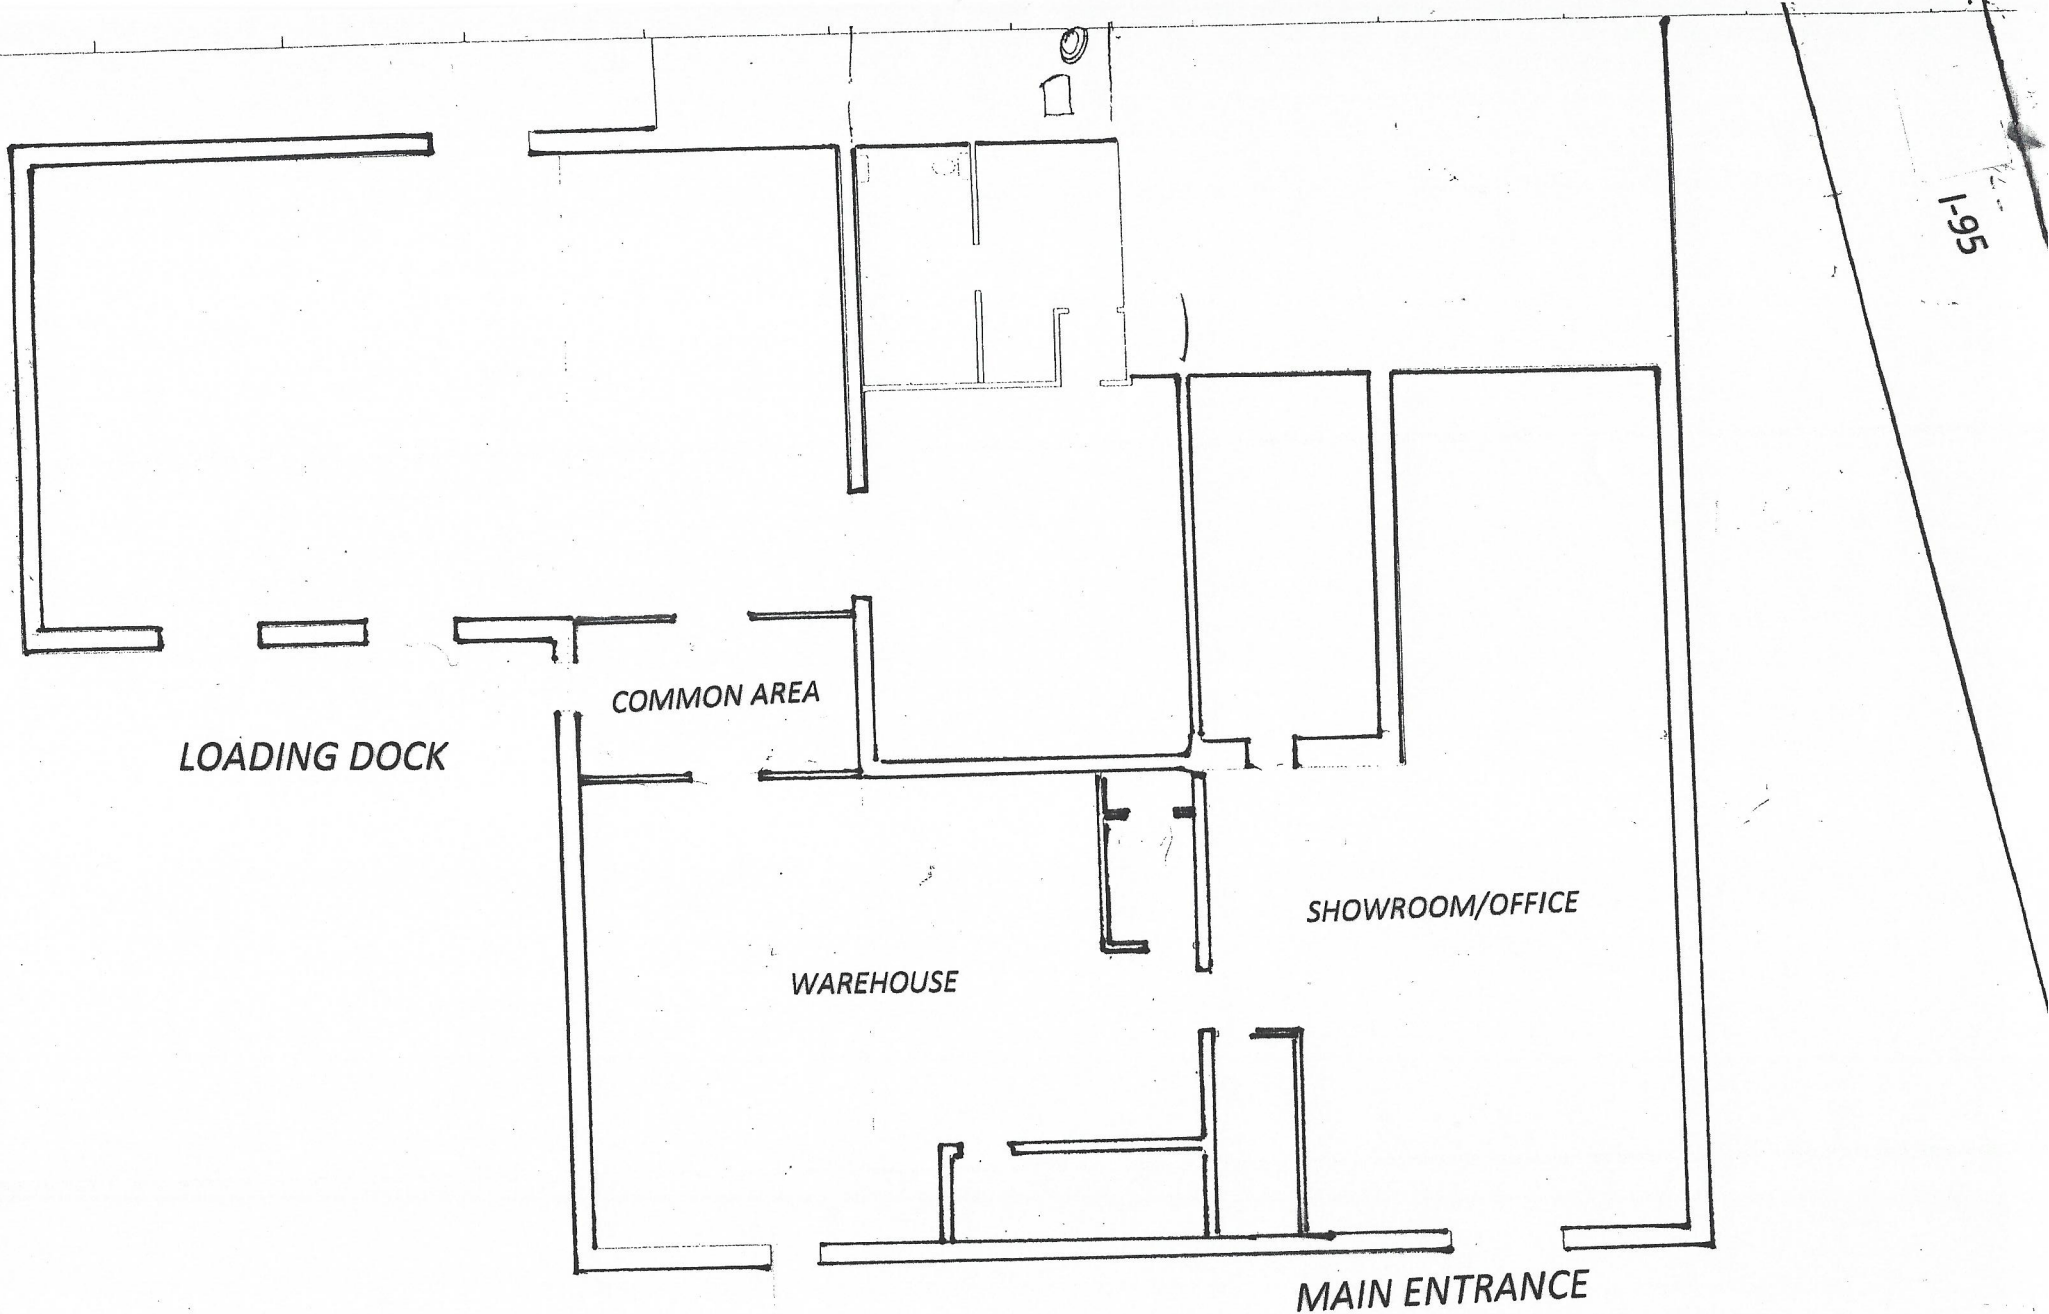 I-95
COMMON AREA
LOADING DOCK
SHOWROOM/OFFICE
WAREHOUSE
MAIN ENTRANCE